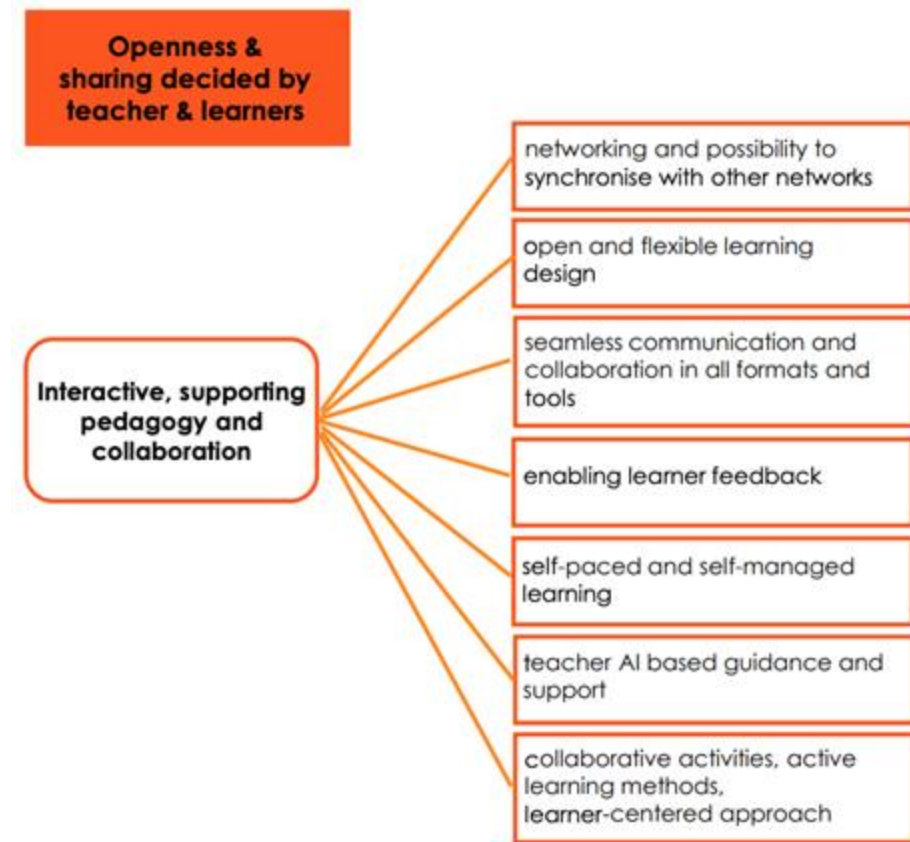 Openness &
sharing decided by
teacher & learners
networking and possibility to
synchronise with other networks
open and flexible learning
design
seamless communication and
collaboration in all formats and
tools
Interactive, supporting
pedagogy and
collaboration
enabling learner feedback
self-paced and self-managed
learning
teacher AI based guidance and
support
collaborative activities, active
learning methods,
learner-centered approach